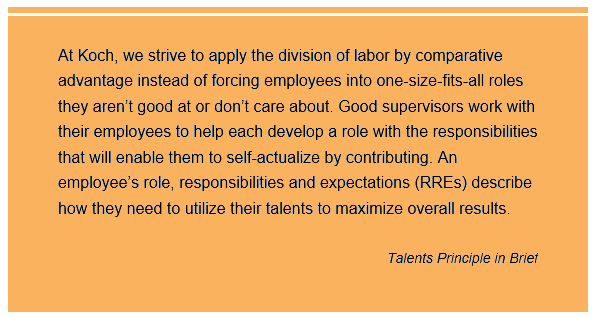 At Koch, we strive to apply the division of labor by comparative
advantage instead of forcing employees into one-size-fits-all roles
they aren’t good at or don’t care about. Good supervisors work with
their employees to help each develop a role with the responsibilities
that will enable them to self-actualize by contributing. An
employee’s role, responsibilities and expectations (RREs) describe
how they need to utilize their talents to maximize overall results.
Talents Principle in Brief